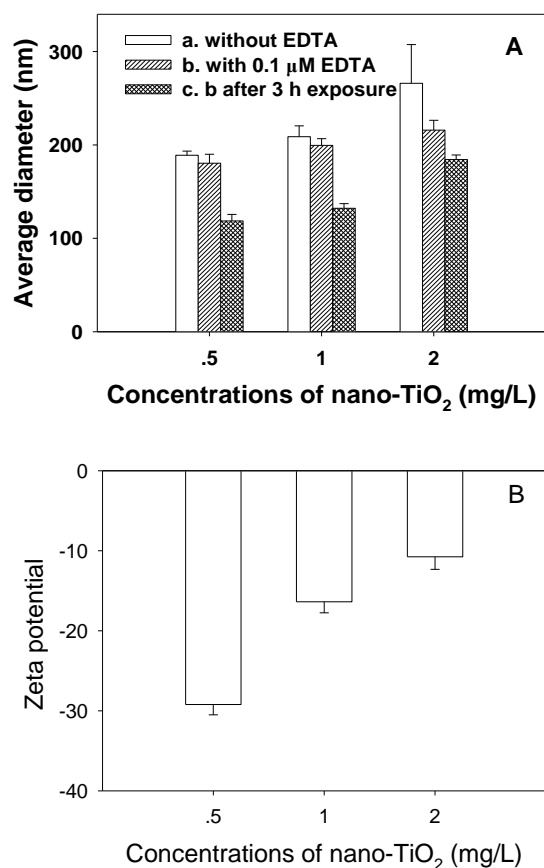 300
200
100
0
Average diameter (nm)
a. without EDTA
b. with 0.1 μM EDTA
c. b after 3 h exposure
A
.5 1 2
Concentrations of nano-TiO₂ (mg/L)
0
-10
-20
-30
-40
Zeta potential
B
.5 1 2
Concentrations of nano-TiO₂ (mg/L)